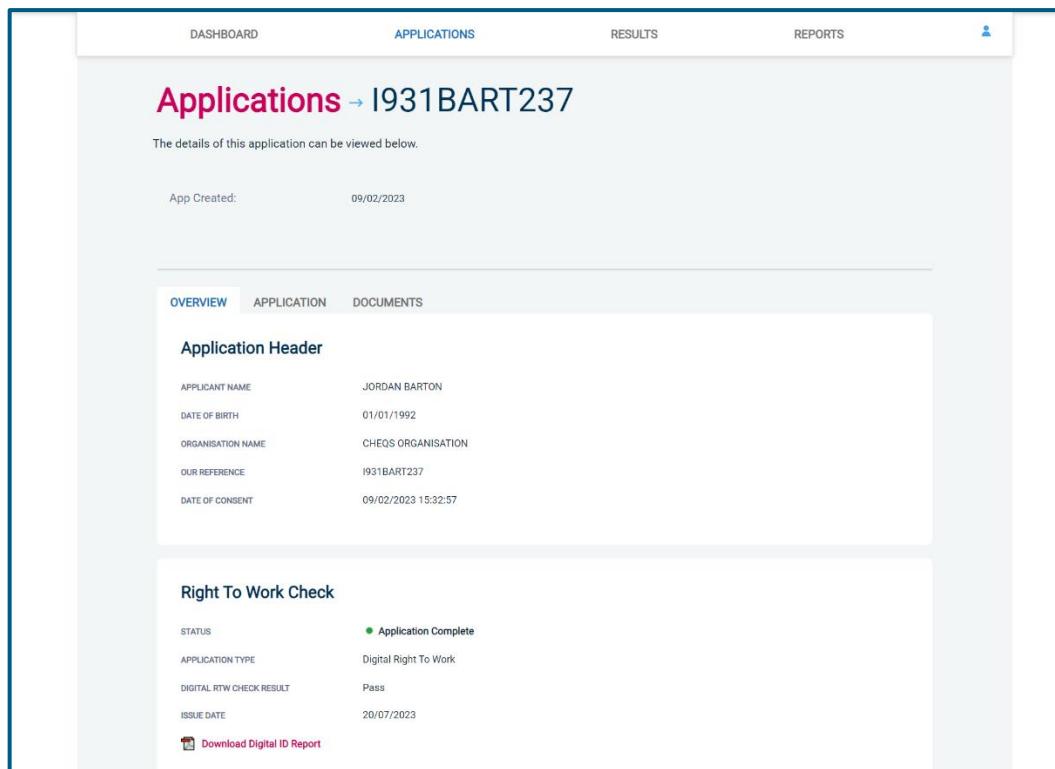 DASHBOARD APPLICATIONS RESULTS REPORTS
Applications → I931BART237
The details of this application can be viewed below.
App Created: 09/02/2023
OVERVIEW APPLICATION DOCUMENTS
Application Header
APPLICANT NAME JORDAN BARTON
DATE OF BIRTH 01/01/1992
ORGANISATION NAME CHEQS ORGANISATION
OUR REFERENCE I931BART237
DATE OF CONSENT 09/02/2023 15:32:57
Right To Work Check
STATUS Application Complete
APPLICATION TYPE Digital Right To Work
DIGITAL RTW CHECK RESULT Pass
ISSUE DATE 20/07/2023
Download Digital ID Report